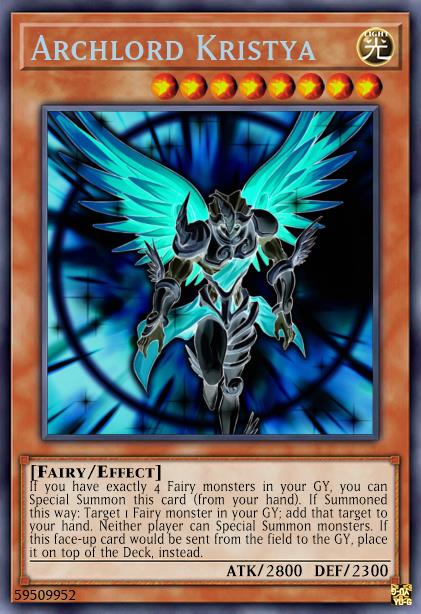 Archlord Kristya
LIGHT
光
[Fairy/Effect]
If you have exactly 4 Fairy monsters in your GY, you can
Special Summon this card (from your hand). If Summoned
this way: Target 1 Fairy monster in your GY; add that target to
your hand. Neither player can Special Summon monsters. If
this face-up card would be sent from the field to the GY, place
it on top of the Deck, instead.
ATK/2800 DEF/2300
59509952